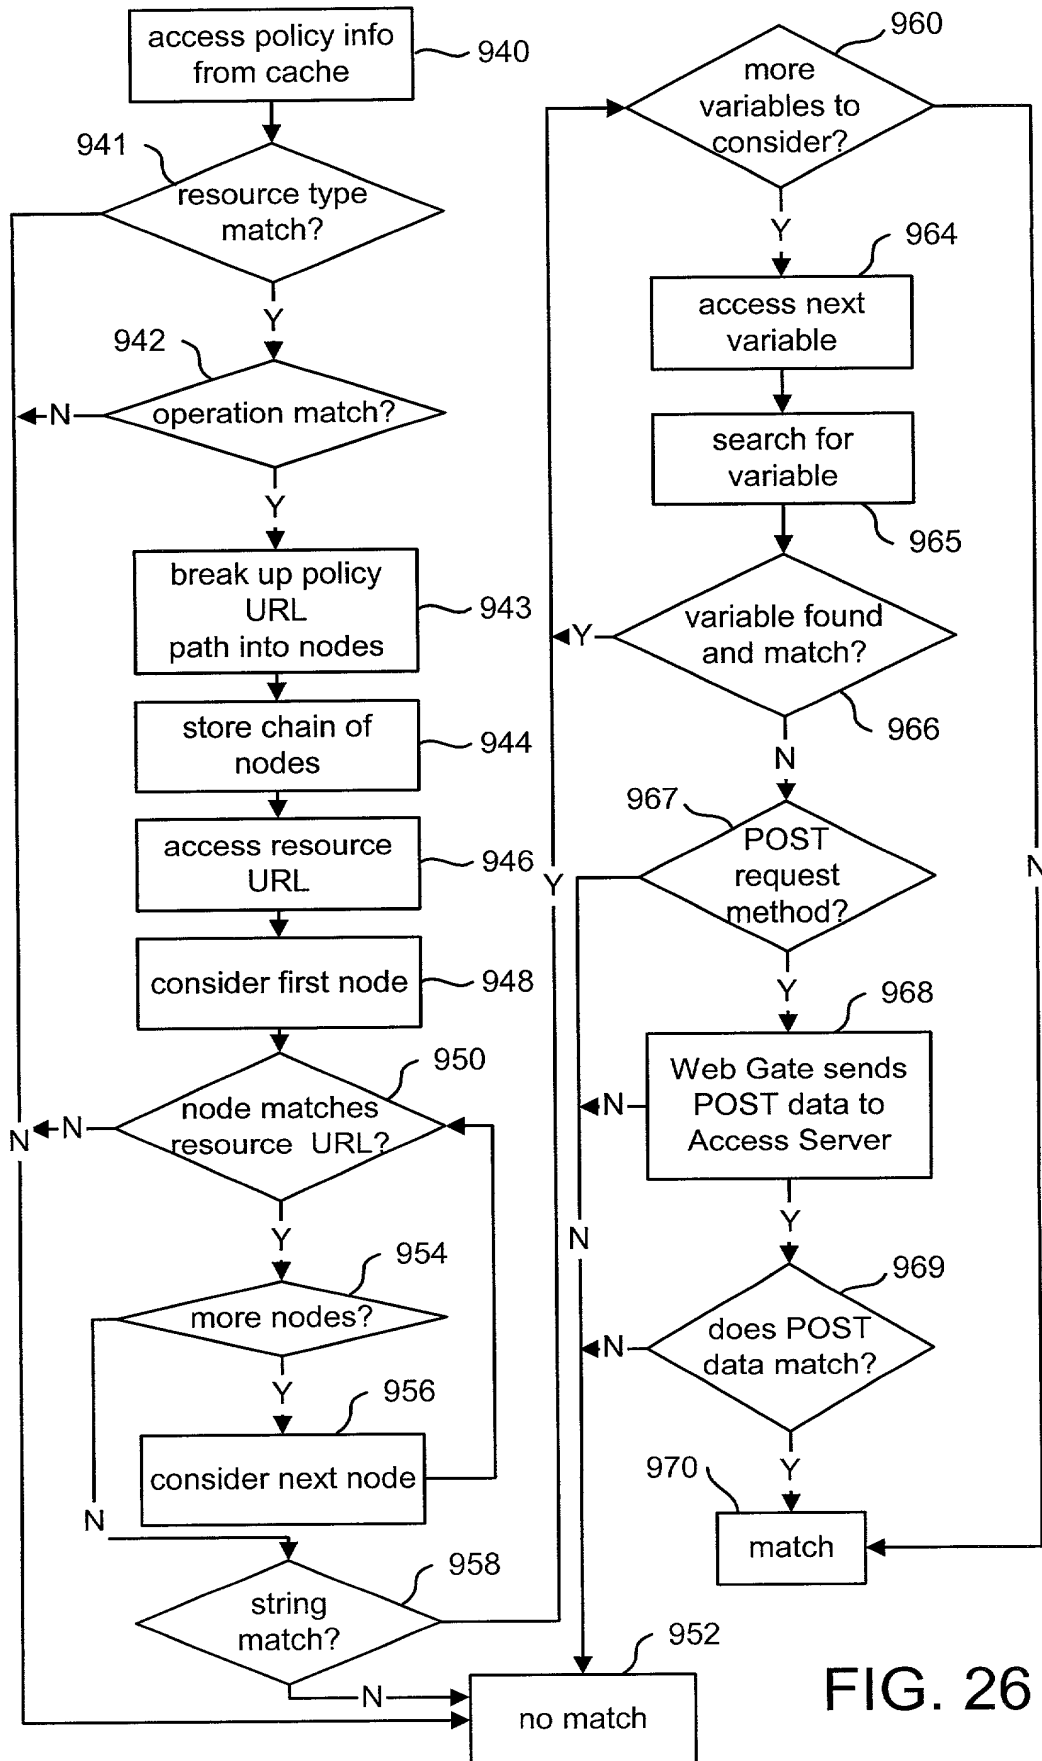 access policy info
from cache
940
941
resource type
match?
Y
942
operation match?
N
Y
break up policy
URL
path into nodes
943
store chain of
nodes
944
access resource
URL
946
consider first node
948
950
node matches
resource URL?
N
N
Y
954
more nodes?
Y
956
consider next node
N
958
string
match?
N
Y
960
more
variables to
consider?
Y
N
964
access next
variable
search for
variable
965
variable found
and match?
Y
966
N
967
POST
request
method?
Y
968
Web Gate sends
POST data to
Access Server
N
N
Y
969
does POST
data match?
N
Y
970
match
952
no match
FIG. 26